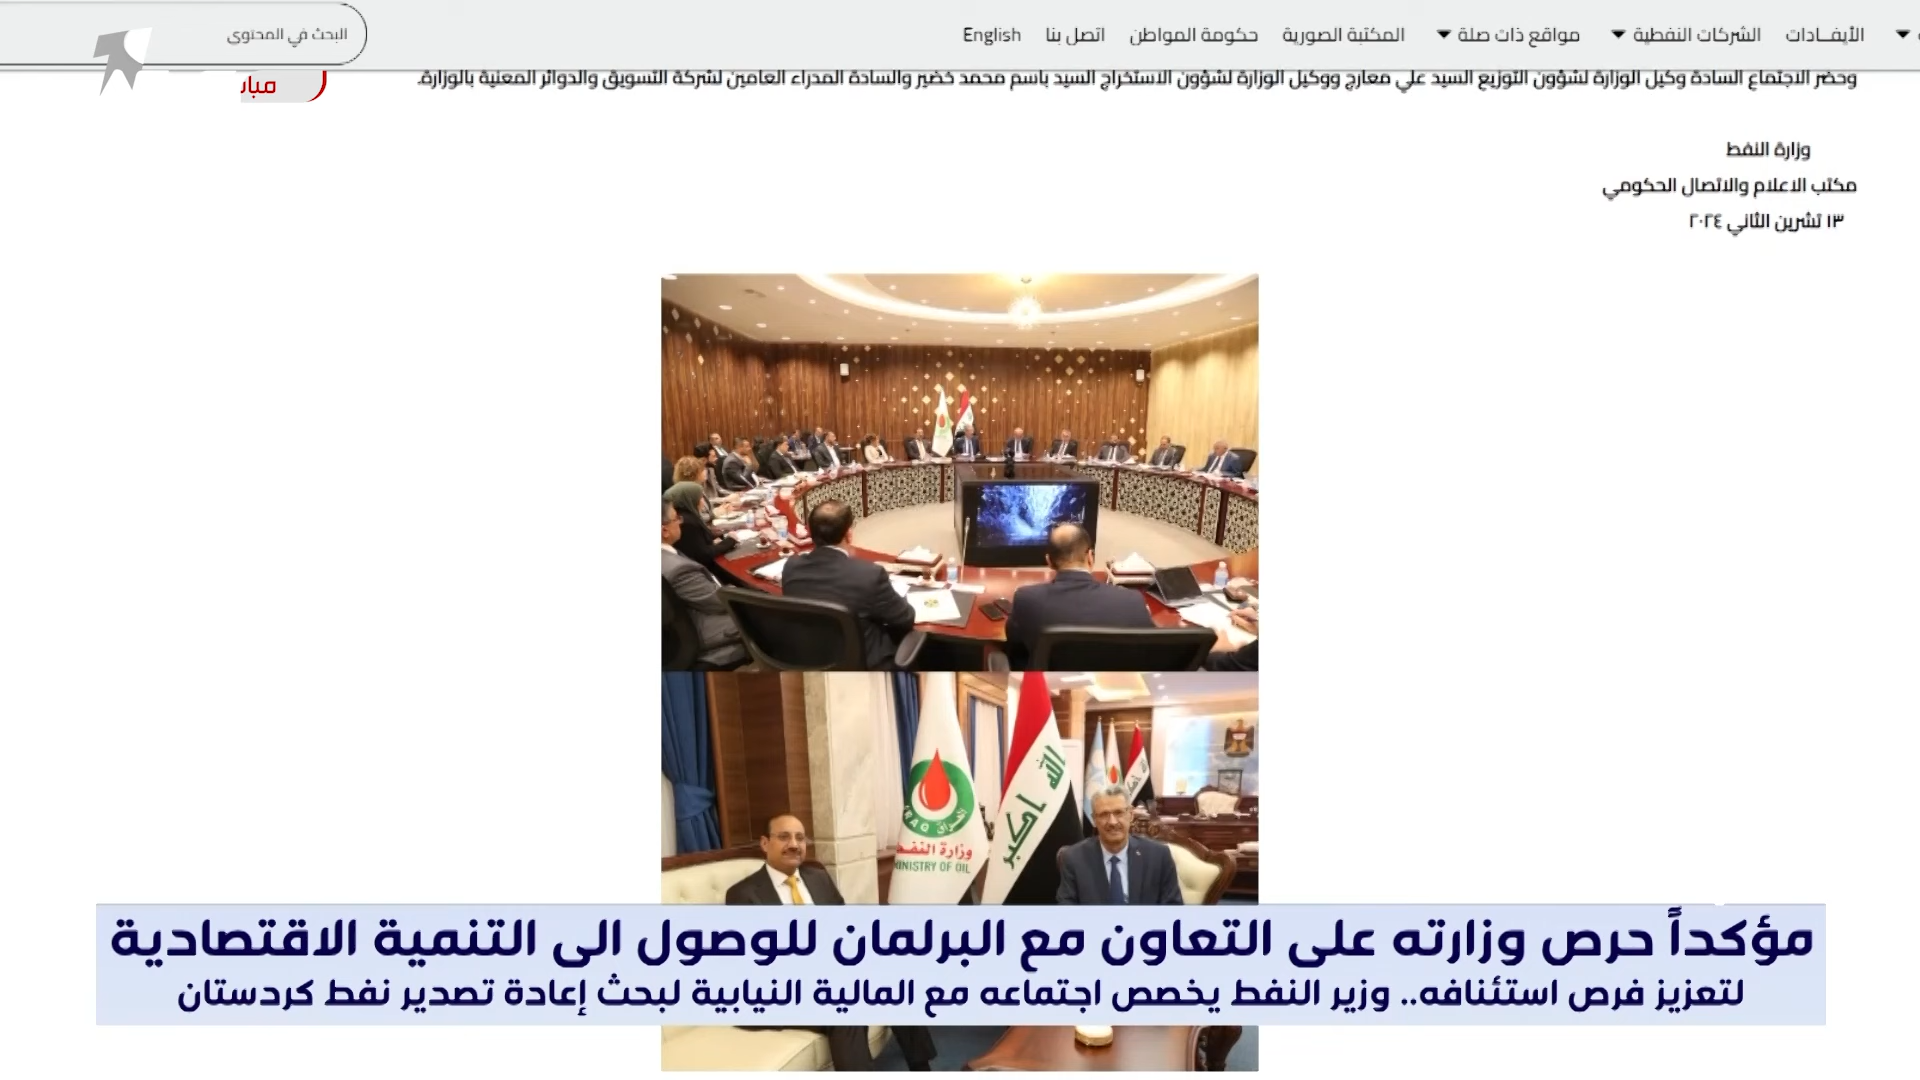 الأيفــادات الشركات النفطية مواقع ذات صلة المكتبة الصورية حكومة المواطن اتصل بنا English
البحث في المحتوى
مباش
وحضر الاجتماع السادة وكيل الوزارة لشؤون التوزيع السيد علي معارج ووكيل الوزارة لشؤون الاستخراج السيد باسم محمد خضير والسادة المدراء العامين لشركة التسويق والدوائر المعنية بالوزارة.
وزارة النفط
مكتب الاعلام والاتصال الحكومي
١٣ تشرين الثاني ٢٠٢٤
الله اكبر
IRAQ العراق
وزارة النفط
MINISTRY OF OIL
مؤكداً حرص وزارته على التعاون مع البرلمان للوصول الى التنمية الاقتصادية
لتعزيز فرص استئنافه.. وزير النفط يخصص اجتماعه مع المالية النيابية لبحث إعادة تصدير نفط كردستان